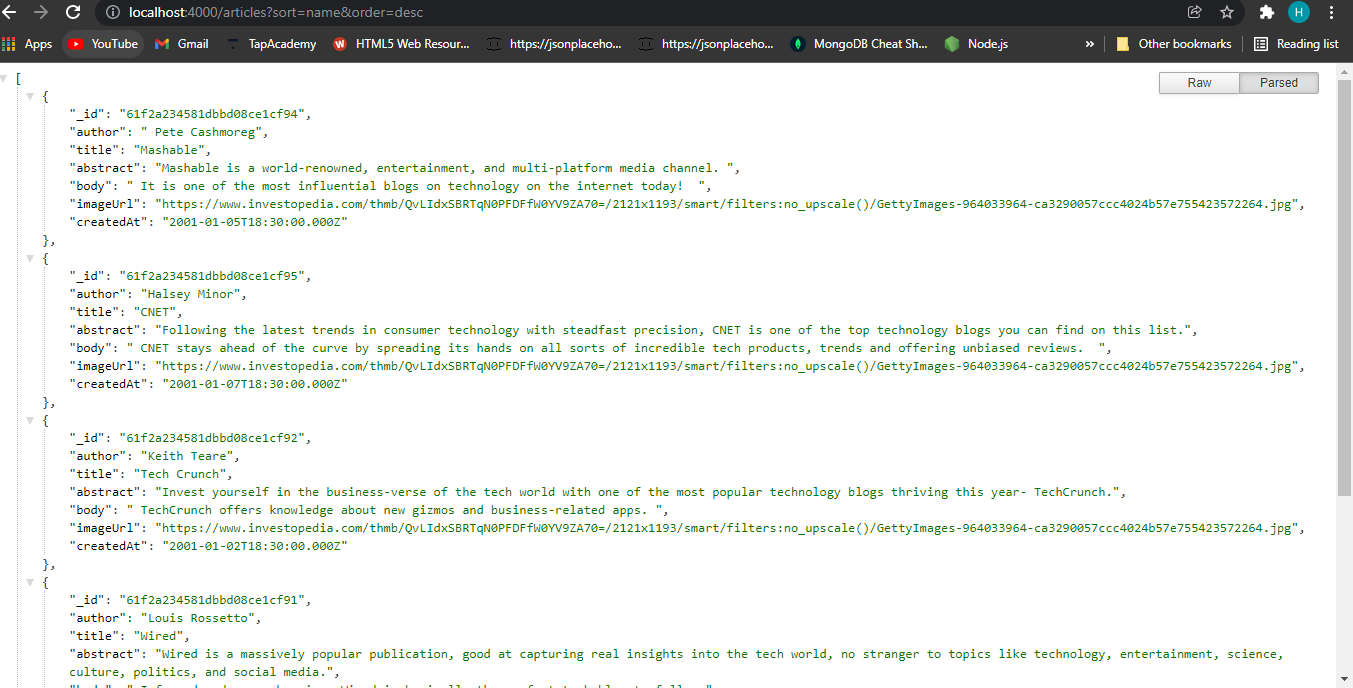 localhost:4000/articles?sort=name&order=desc
H
Apps YouTube Gmail TapAcademy HTML5 Web Resour... https://jsonplaceho... https://jsonplaceho... MongoDB Cheat Sh... Node.js » Other bookmarks Reading list
Raw Parsed
[
{
"_id": "61f2a234581dbbd08ce1cf94",
"author": " Pete Cashmoreg",
"title": "Mashable",
"abstract": "Mashable is a world-renowned, entertainment, and multi-platform media channel. ",
"body": " It is one of the most influential blogs on technology on the internet today!  ",
"imageUrl": "https://www.investopedia.com/thmb/QvLIdxSBRTqN0PFDFfW0YV9ZA70=/2121x1193/smart/filters:no_upscale()/GettyImages-964033964-ca3290057ccc4024b57e755423572264.jpg",
"createdAt": "2001-01-05T18:30:00.000Z"
},
{
"_id": "61f2a234581dbbd08ce1cf95",
"author": "Halsey Minor",
"title": "CNET",
"abstract": "Following the latest trends in consumer technology with steadfast precision, CNET is one of the top technology blogs you can find on this list.",
"body": " CNET stays ahead of the curve by spreading its hands on all sorts of incredible tech products, trends and offering unbiased reviews.  ",
"imageUrl": "https://www.investopedia.com/thmb/QvLIdxSBRTqN0PFDFfW0YV9ZA70=/2121x1193/smart/filters:no_upscale()/GettyImages-964033964-ca3290057ccc4024b57e755423572264.jpg",
"createdAt": "2001-01-07T18:30:00.000Z"
},
{
"_id": "61f2a234581dbbd08ce1cf92",
"author": "Keith Teare",
"title": "Tech Crunch",
"abstract": "Invest yourself in the business-verse of the tech world with one of the most popular technology blogs thriving this year- TechCrunch.",
"body": " TechCrunch offers knowledge about new gizmos and business-related apps. ",
"imageUrl": "https://www.investopedia.com/thmb/QvLIdxSBRTqN0PFDFfW0YV9ZA70=/2121x1193/smart/filters:no_upscale()/GettyImages-964033964-ca3290057ccc4024b57e755423572264.jpg",
"createdAt": "2001-01-02T18:30:00.000Z"
},
{
"_id": "61f2a234581dbbd08ce1cf91",
"author": "Louis Rossetto",
"title": "Wired",
"abstract": "Wired is a massively popular publication, good at capturing real insights into the tech world, no stranger to topics like technology, entertainment, science,
culture, politics, and social media.",